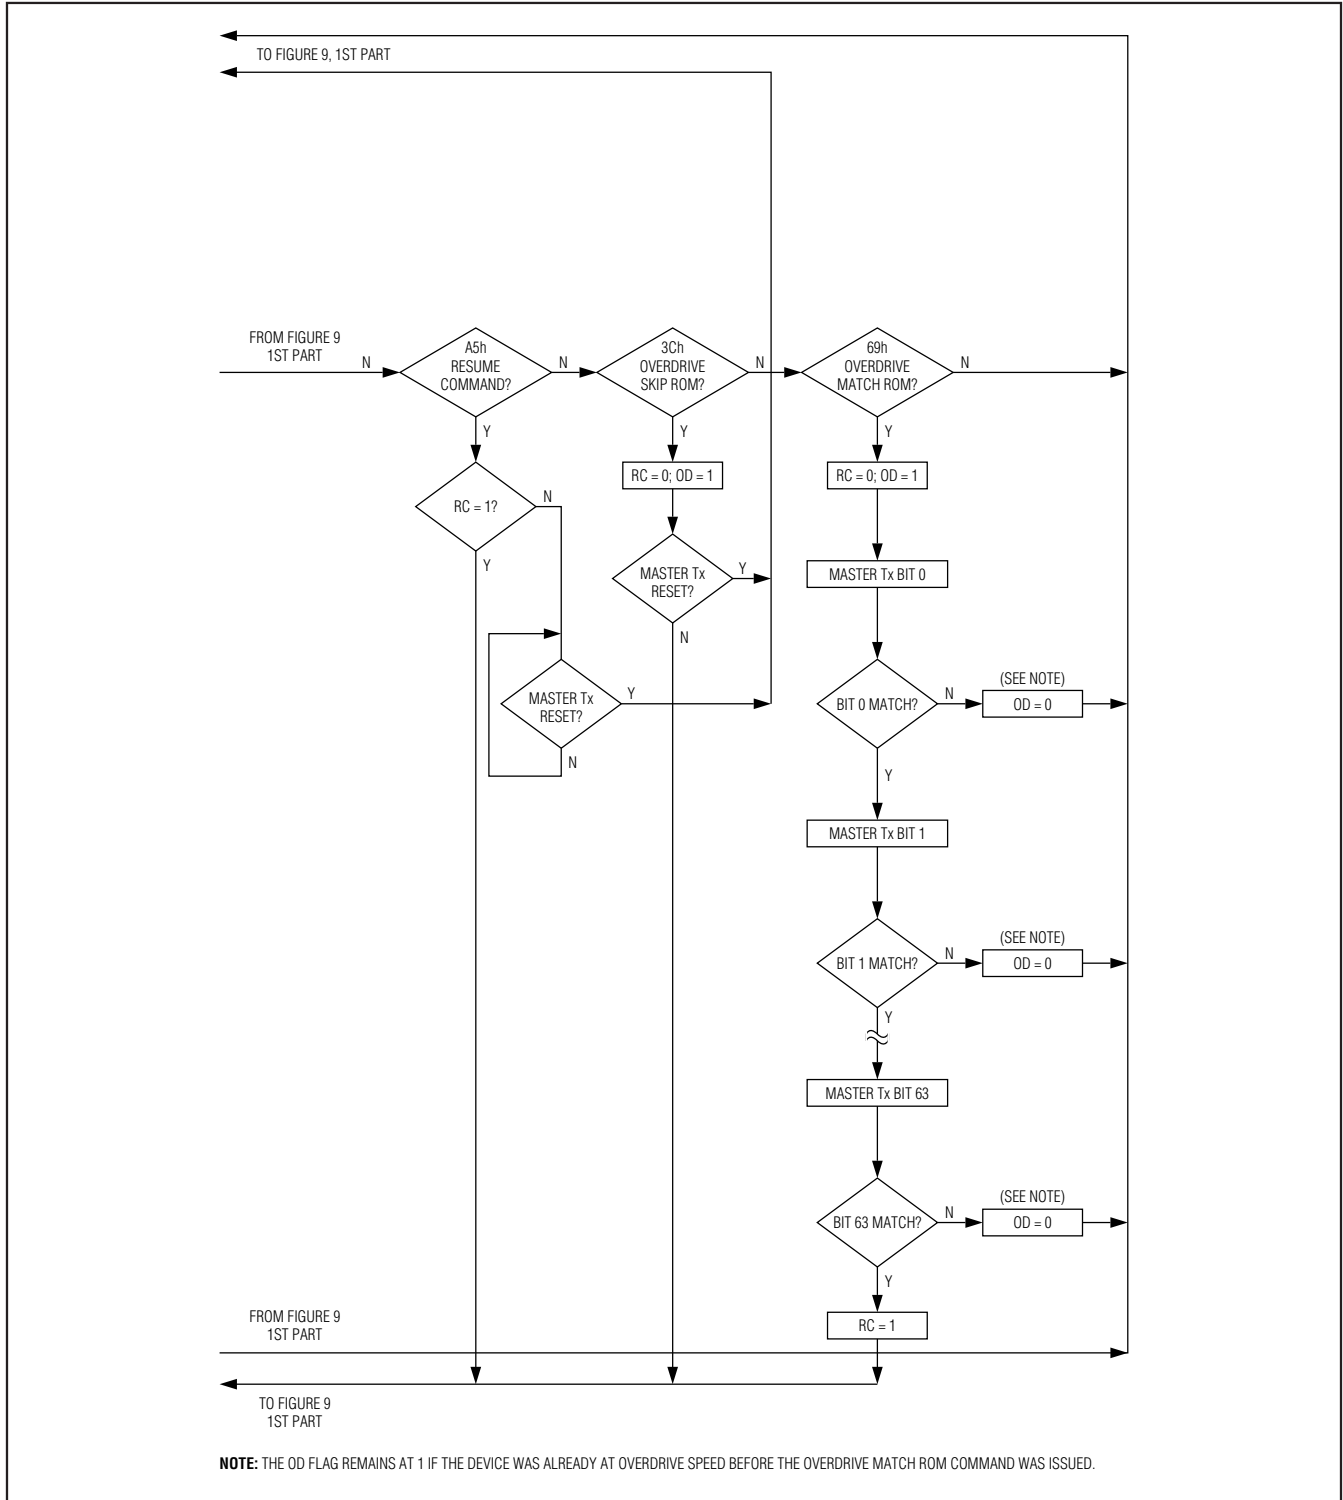 TO FIGURE 9, 1ST PART
FROM FIGURE 9
1ST PART
N
A5h
RESUME
COMMAND?
N
3Ch
OVERDRIVE
SKIP ROM?
N
69h
OVERDRIVE
MATCH ROM?
N
Y
Y
Y
RC = 1?
N
RC = 0; OD = 1
RC = 0; OD = 1
Y
MASTER Tx
RESET?
Y
MASTER Tx BIT 0
N
MASTER Tx
RESET?
Y
N
BIT 0 MATCH?
N
(SEE NOTE)
OD = 0
Y
MASTER Tx BIT 1
BIT 1 MATCH?
N
(SEE NOTE)
OD = 0
Y
MASTER Tx BIT 63
BIT 63 MATCH?
N
(SEE NOTE)
OD = 0
Y
RC = 1
FROM FIGURE 9
1ST PART
TO FIGURE 9
1ST PART
NOTE: THE OD FLAG REMAINS AT 1 IF THE DEVICE WAS ALREADY AT OVERDRIVE SPEED BEFORE THE OVERDRIVE MATCH ROM COMMAND WAS ISSUED.